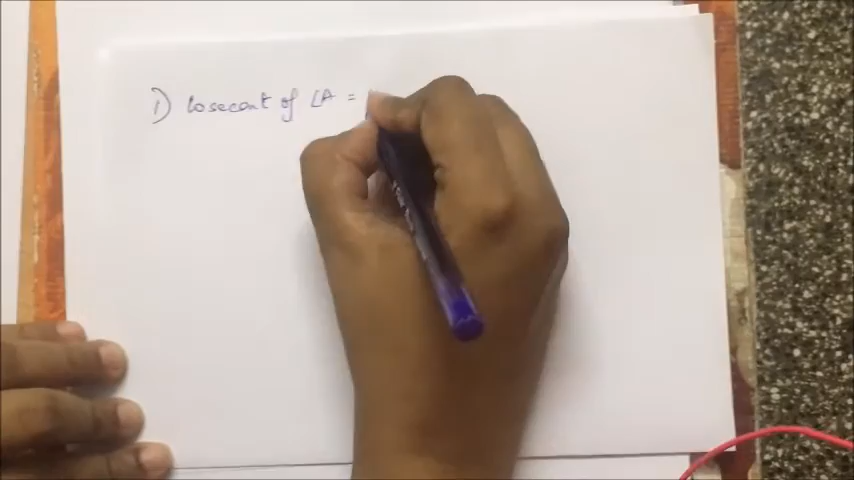 1) Cosecant of ∠A =